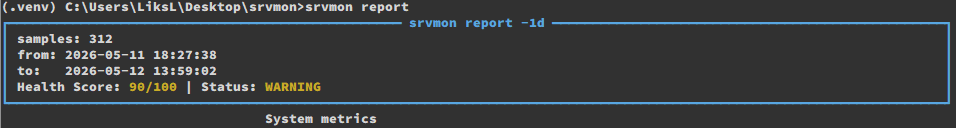 (.venv) C:\Users\LiksL\Desktop\srvmon>srvmon report
srvmon report -1d
samples: 312
from: 2026-05-11 18:27:38
to:   2026-05-12 13:59:02
Health Score: 90/100 | Status: WARNING
System metrics